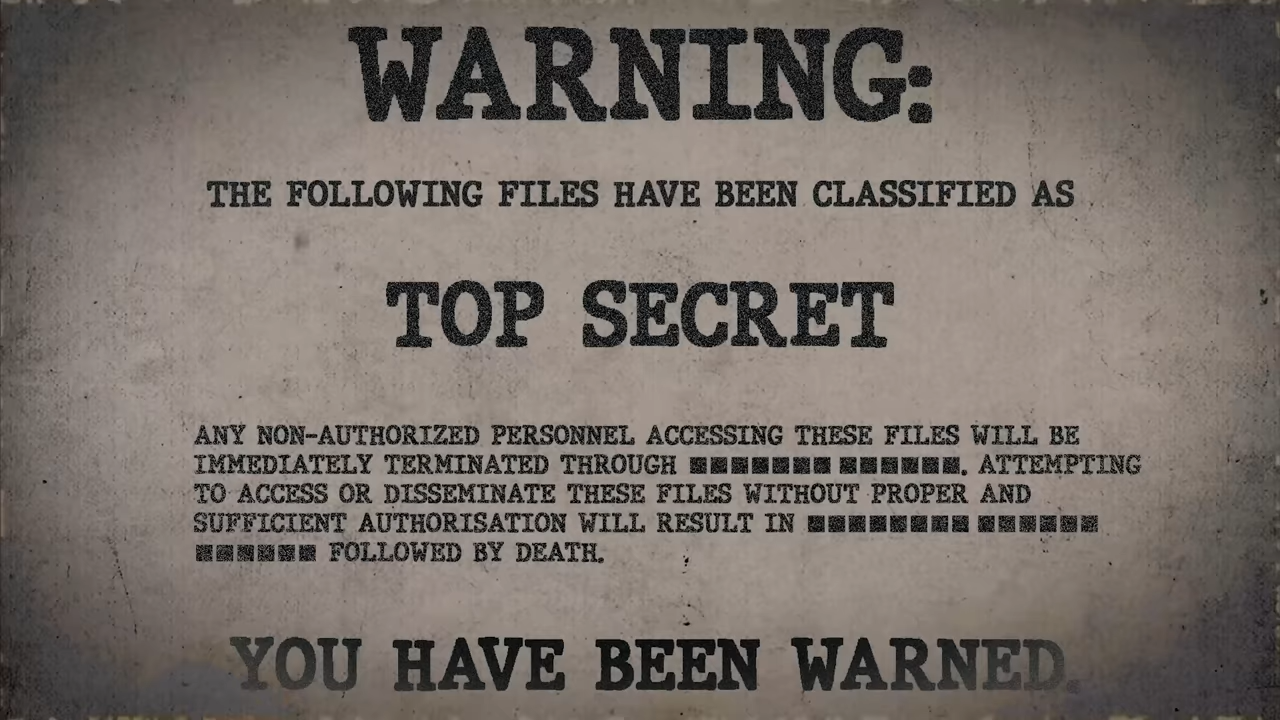 WARNING:
THE FOLLOWING FILES HAVE BEEN CLASSIFIED AS
TOP SECRET
ANY NON-AUTHORIZED PERSONNEL ACCESSING THESE FILES WILL BE
IMMEDIATELY TERMINATED THROUGH ■■■■■■■ ■■■■■■. ATTEMPTING
TO ACCESS OR DISSEMINATE THESE FILES WITHOUT PROPER AND
SUFFICIENT AUTHORISATION WILL RESULT IN ■■■■■■■■ ■■■■■■
■■■■■■ FOLLOWED BY DEATH.
YOU HAVE BEEN WARNED.